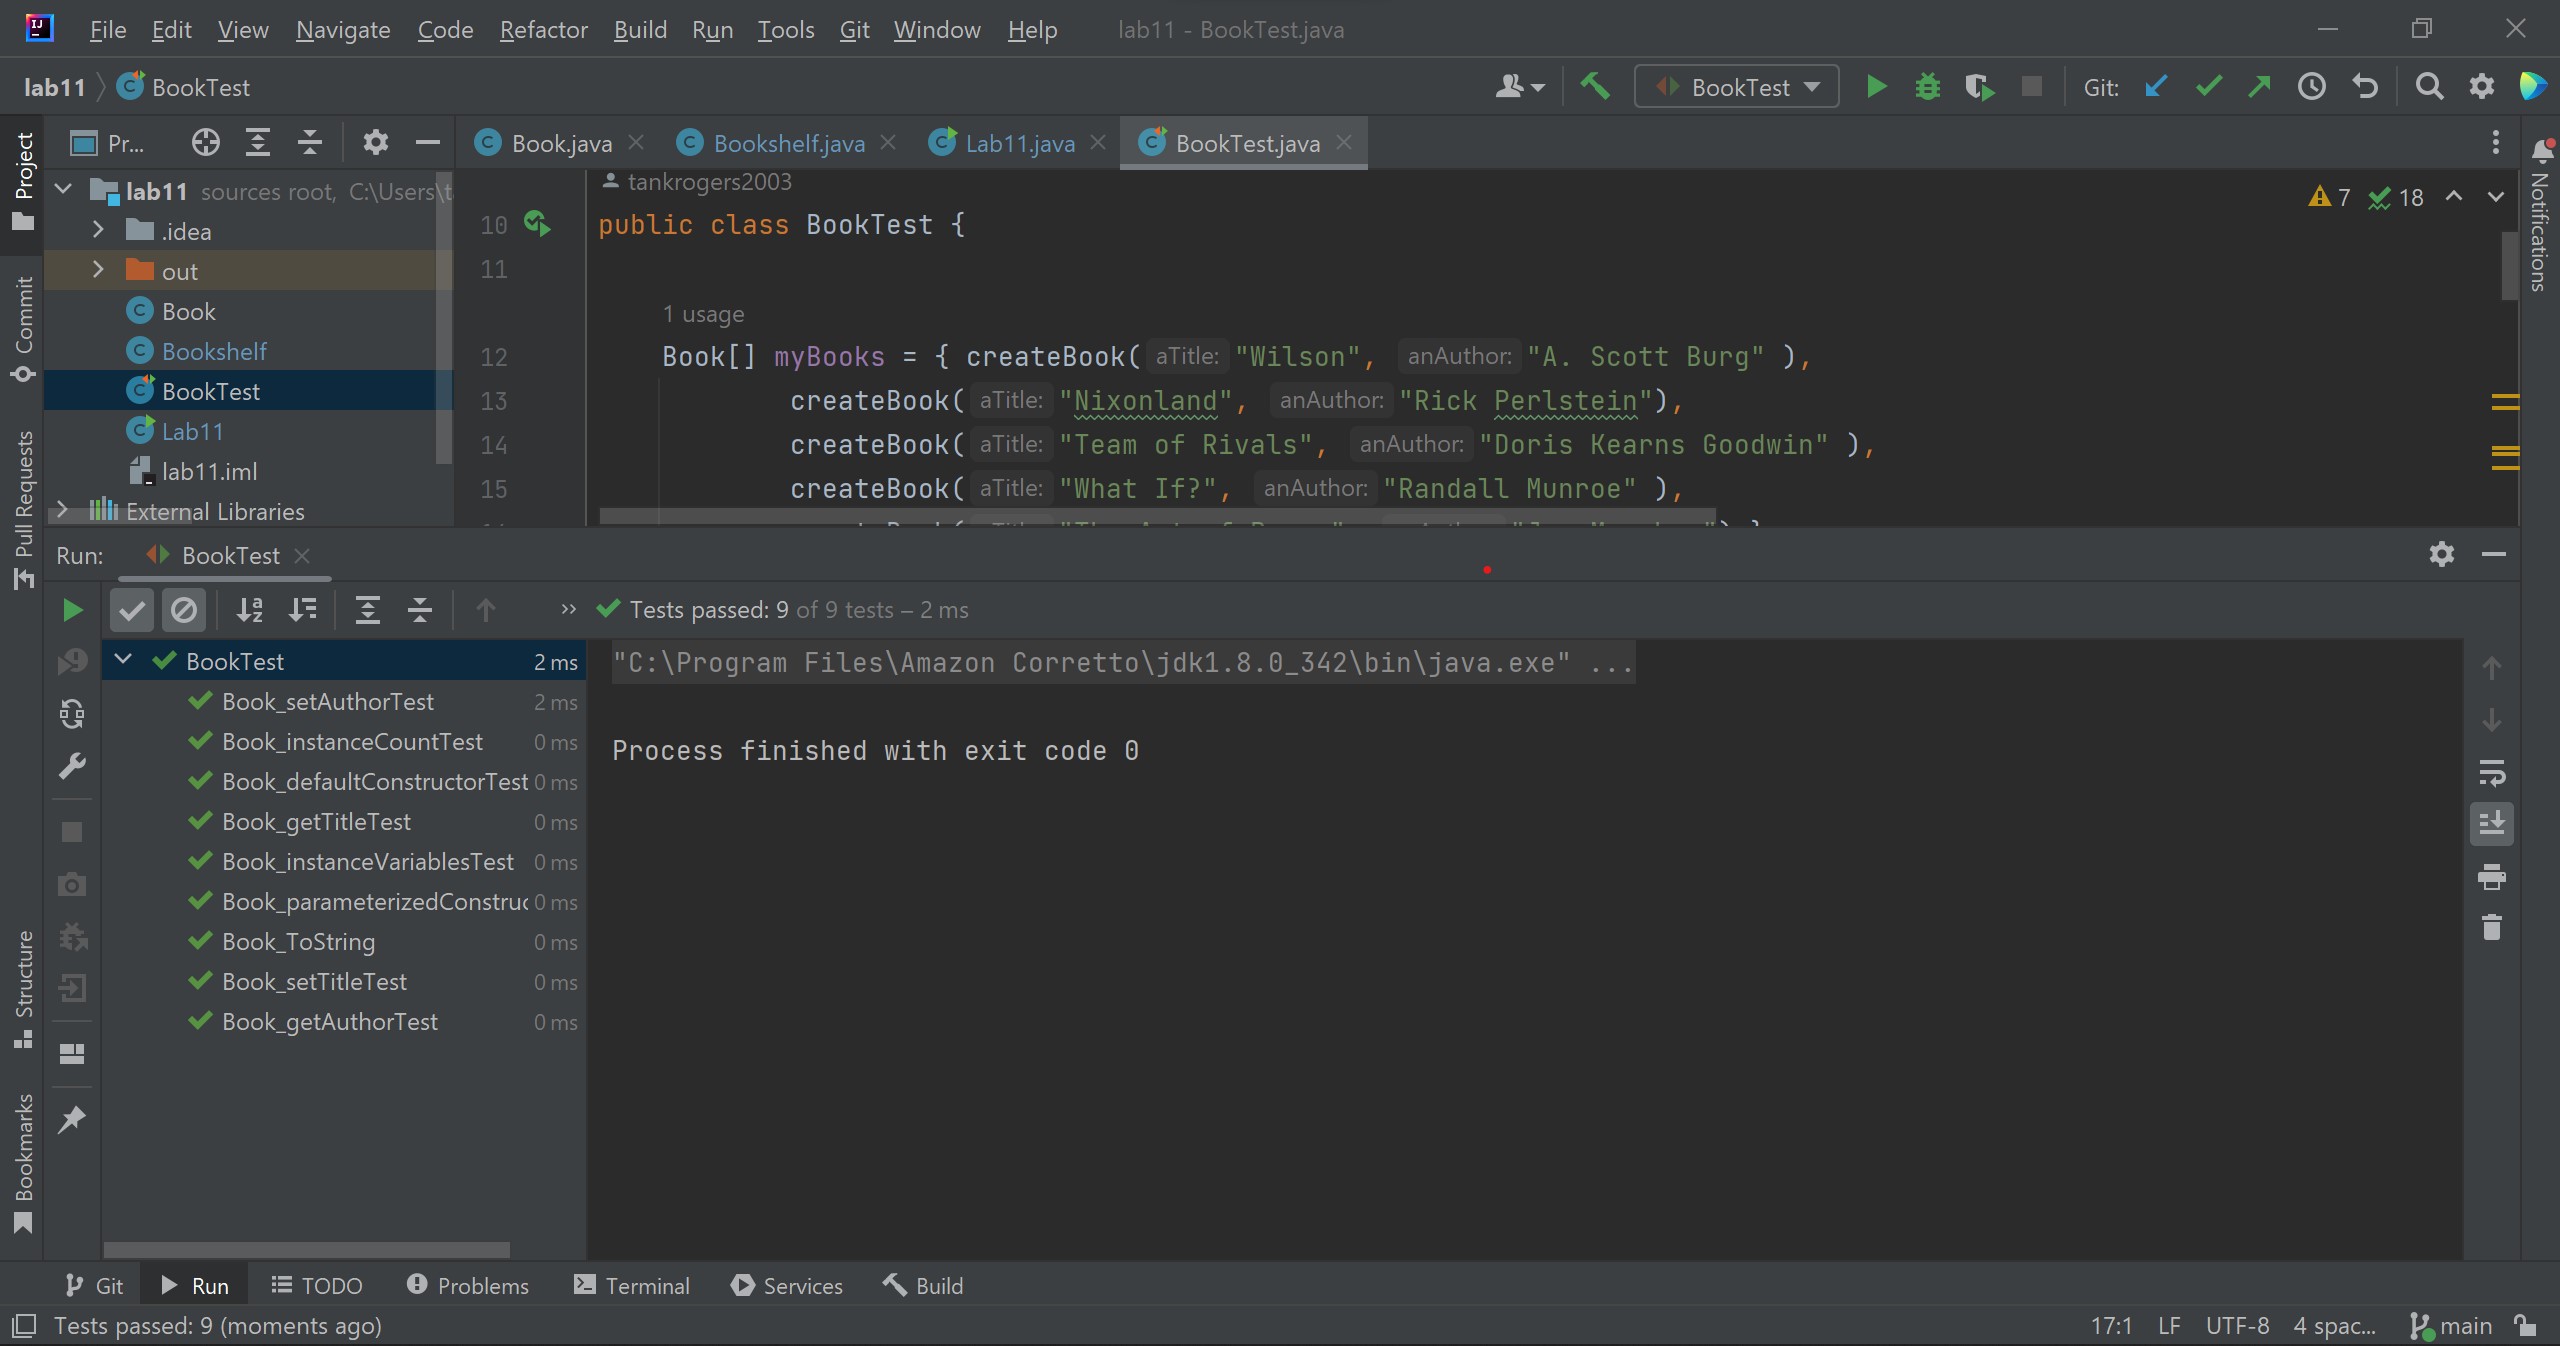 File Edit View Navigate Code Refactor Build Run Tools Git Window Help lab11 - BookTest.java
lab11 BookTest
BookTest Git:
Project
Pr...
Book.java Bookshelf.java Lab11.java BookTest.java
lab11 sources root, C:\Users\t
.idea
out
Book
Bookshelf
BookTest
Lab11
lab11.iml
External Libraries
Commit
Pull Requests
Structure
Bookmarks
Notifications
tankrogers2003
7 18
10 public class BookTest {
11
1 usage
12 Book[] myBooks = { createBook( aTitle: "Wilson", anAuthor: "A. Scott Burg" ),
13 createBook( aTitle: "Nixonland", anAuthor: "Rick Perlstein"),
14 createBook( aTitle: "Team of Rivals", anAuthor: "Doris Kearns Goodwin" ),
15 createBook( aTitle: "What If?", anAuthor: "Randall Munroe" ),
Run: BookTest
Tests passed: 9 of 9 tests – 2 ms
BookTest 2 ms
Book_setAuthorTest 2 ms
Book_instanceCountTest 0 ms
Book_defaultConstructorTest 0 ms
Book_getTitleTest 0 ms
Book_instanceVariablesTest 0 ms
Book_parameterizedConstruc 0 ms
Book_ToString 0 ms
Book_setTitleTest 0 ms
Book_getAuthorTest 0 ms
"C:\Program Files\Amazon Corretto\jdk1.8.0_342\bin\java.exe" ...
Process finished with exit code 0
Git Run TODO Problems Terminal Services Build
Tests passed: 9 (moments ago)
17:1 LF UTF-8 4 spac... main